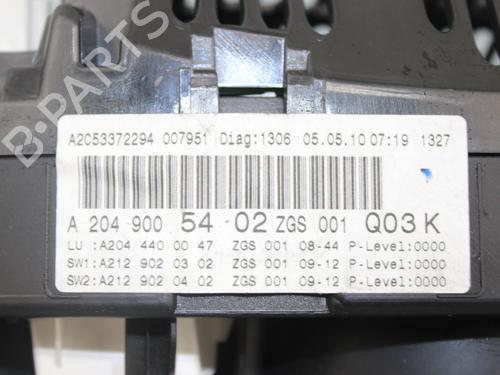 B-PARTS
A2C53372294 007951 Diag:1306 05.05.10 07:19 1327
A 204 900 54 02 ZGS 001 Q03 K
LU :A204 440 00 47 ZGS 001 08-44 P-Level:0000
SW1:A212 902 03 02 ZGS 001 09-12 P-Level:0000
SW2:A212 902 04 02 ZGS 001 09-12 P-Level:0000